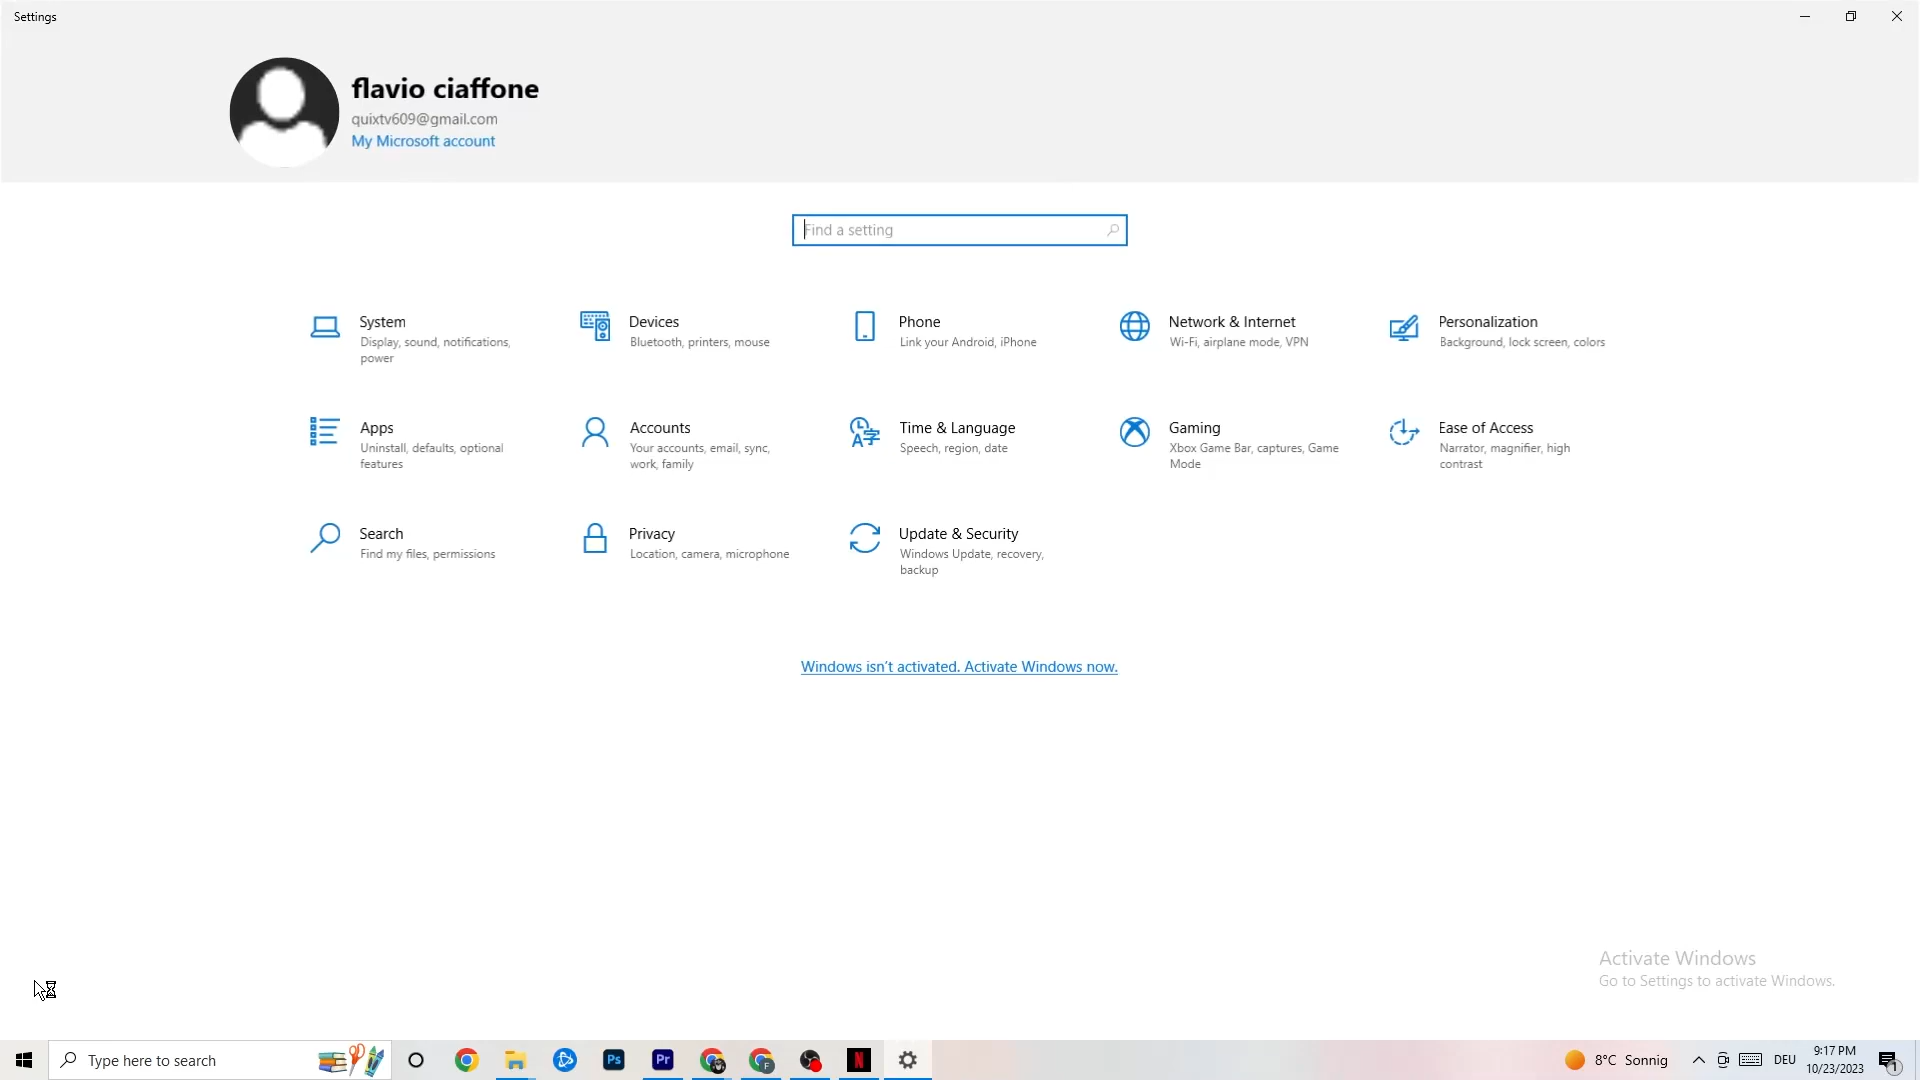 Settings
flavio ciaffone
quixtv609@gmail.com
My Microsoft account
Find a setting
System
Display, sound, notifications,
power
Devices
Bluetooth, printers, mouse
Phone
Link your Android, iPhone
Network & Internet
Wi-Fi, airplane mode, VPN
Personalization
Background, lock screen, colors
Apps
Uninstall, defaults, optional
features
Accounts
Your accounts, email, sync,
work, family
Time & Language
Speech, region, date
Gaming
Xbox Game Bar, captures, Game
Mode
Ease of Access
Narrator, magnifier, high
contrast
Search
Find my files, permissions
Privacy
Location, camera, microphone
Update & Security
Windows Update, recovery,
backup
Windows isn't activated. Activate Windows now.
Activate Windows
Go to Settings to activate Windows.
Type here to search
Ps
Pr
F
N
8°C Sonnig
DEU
9:17 PM
10/23/2023
1